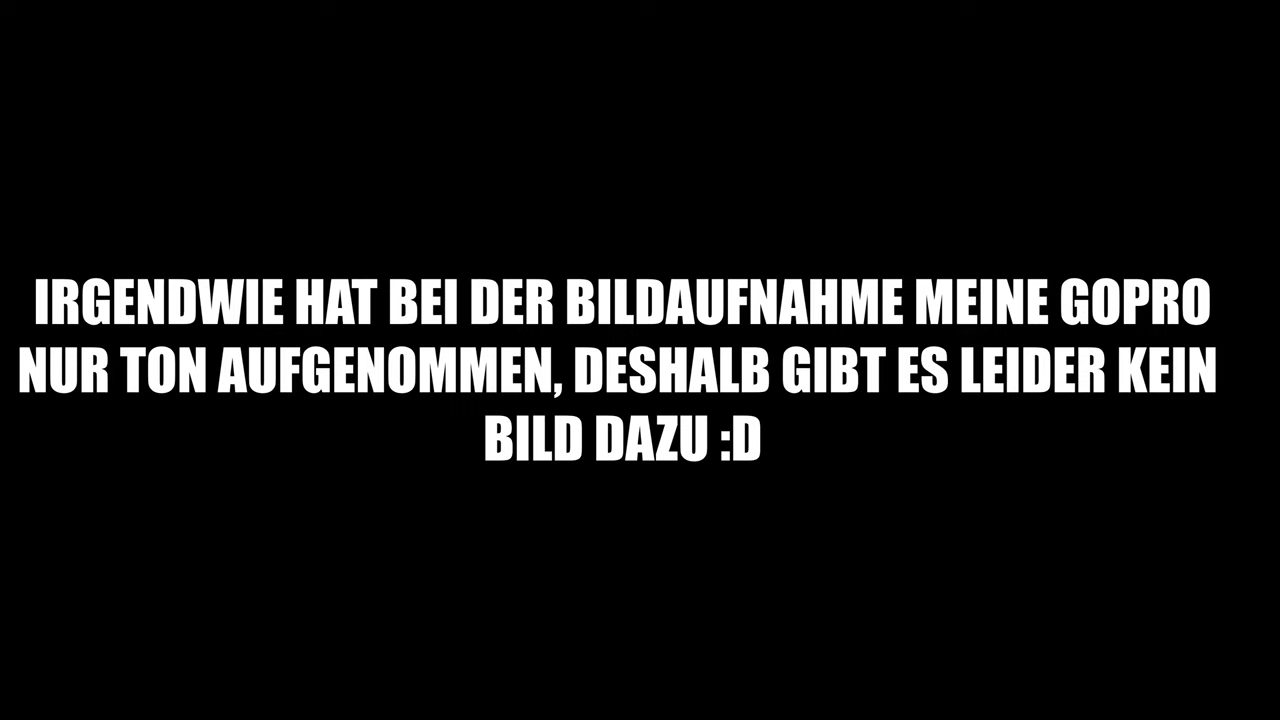 IRGENDWIE HAT BEI DER BILDAUFNAHME MEINE GOPRO
NUR TON AUFGENOMMEN, DESHALB GIBT ES LEIDER KEIN
BILD DAZU :D